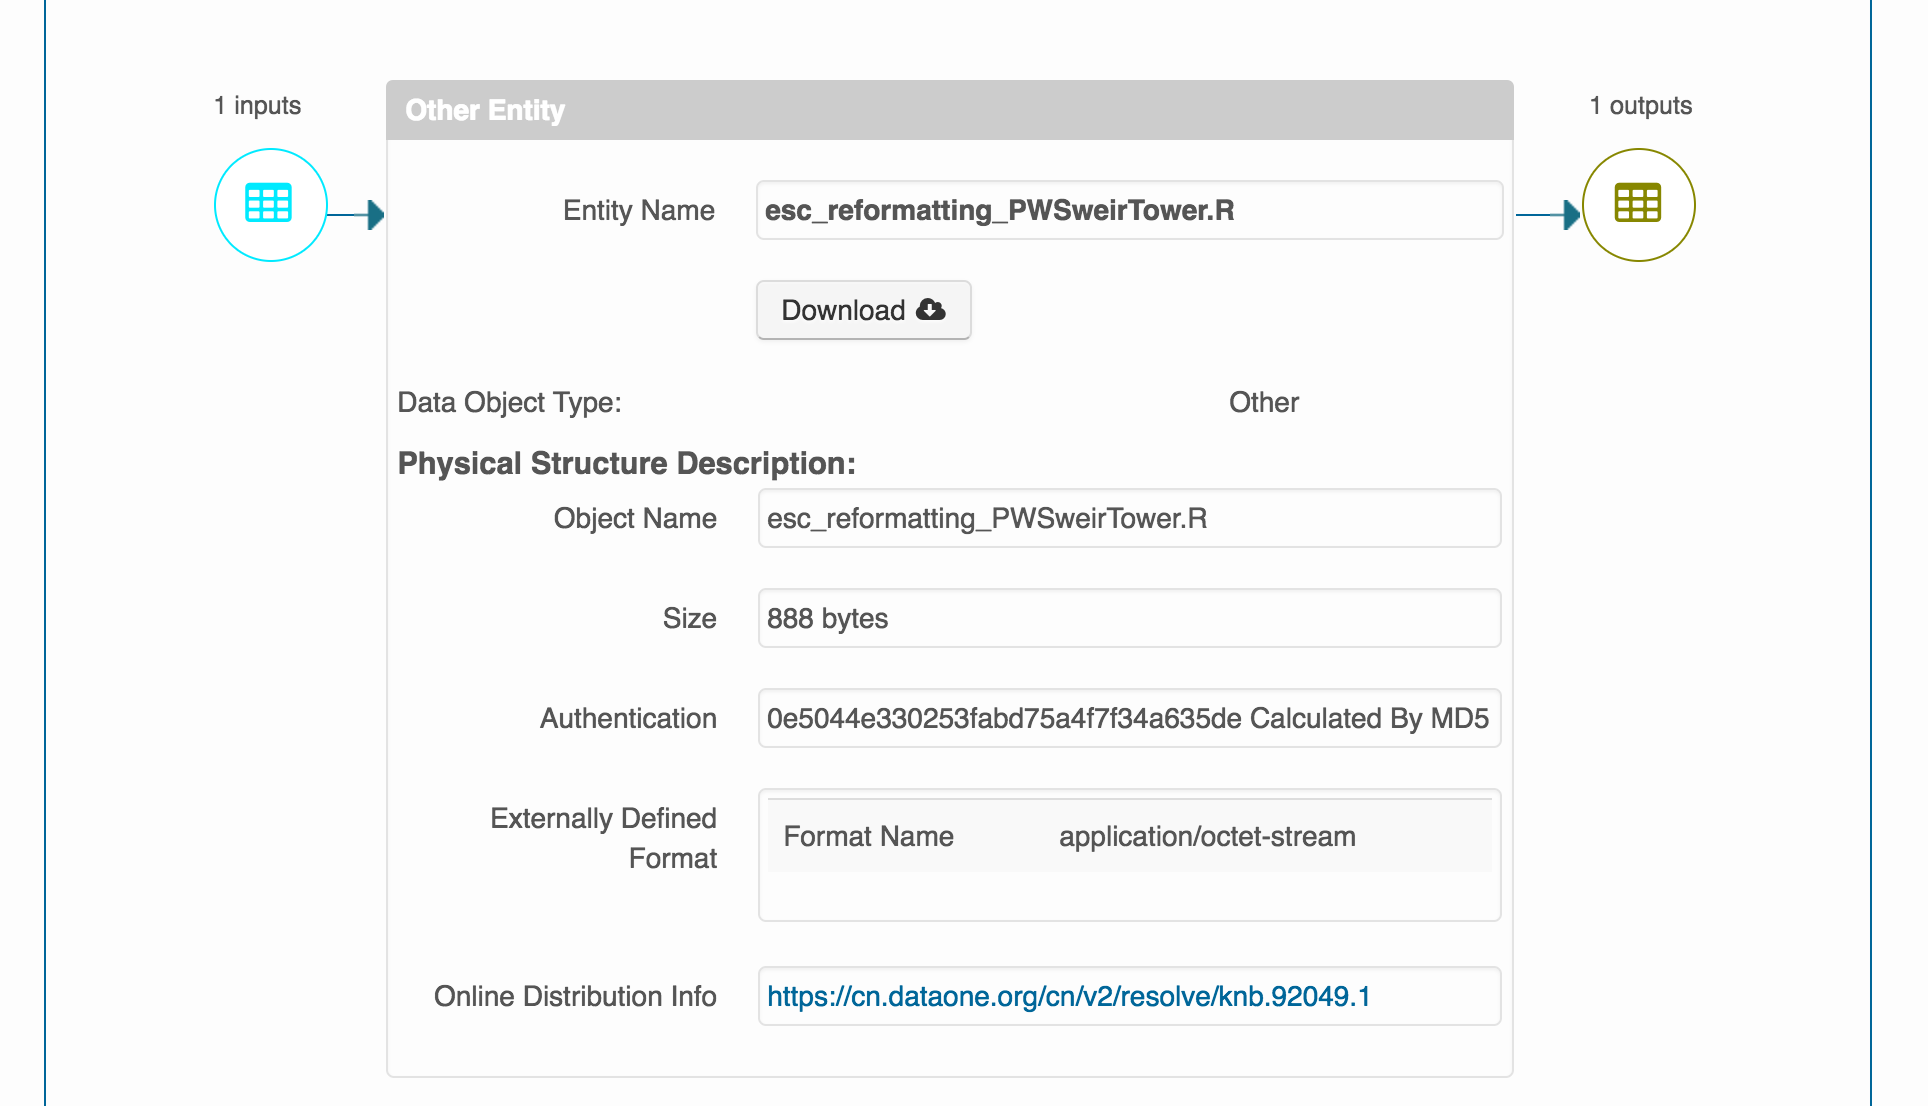 1 inputs
Other Entity
1 outputs
Entity Name
esc_reformatting_PWSweirTower.R
Download
Data Object Type:
Other
Physical Structure Description:
Object Name
esc_reformatting_PWSweirTower.R
Size
888 bytes
Authentication
0e5044e330253fabd75a4f7f34a635de Calculated By MD5
Externally Defined
Format
Format Name
application/octet-stream
Online Distribution Info
https://cn.dataone.org/cn/v2/resolve/knb.92049.1